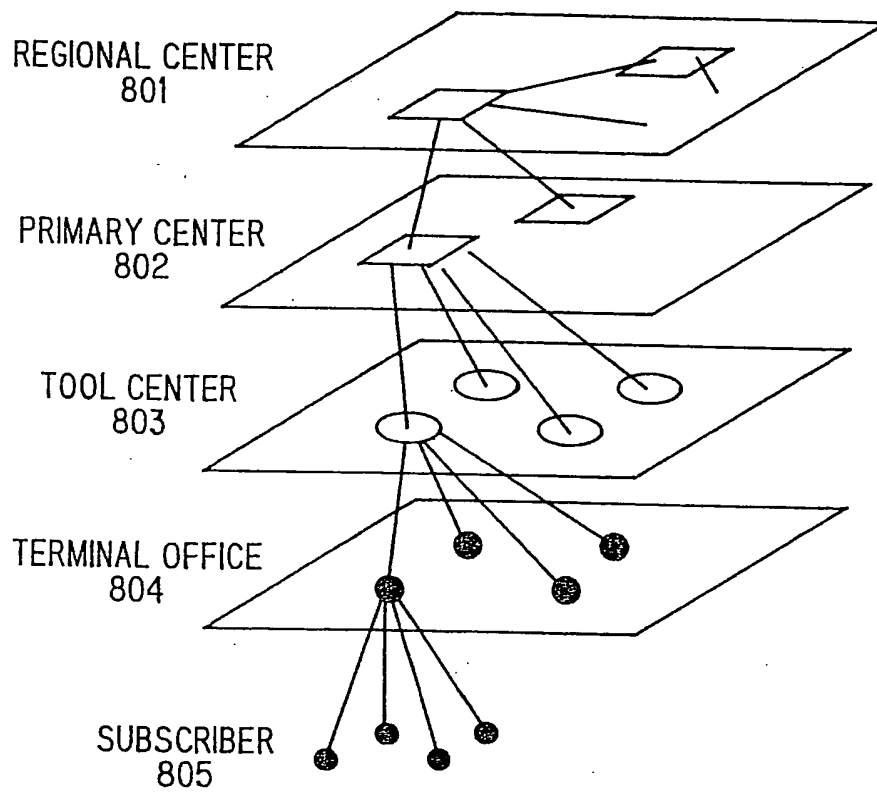 REGIONAL CENTER
801
PRIMARY CENTER
802
TOOL CENTER
803
TERMINAL OFFICE
804
SUBSCRIBER
805